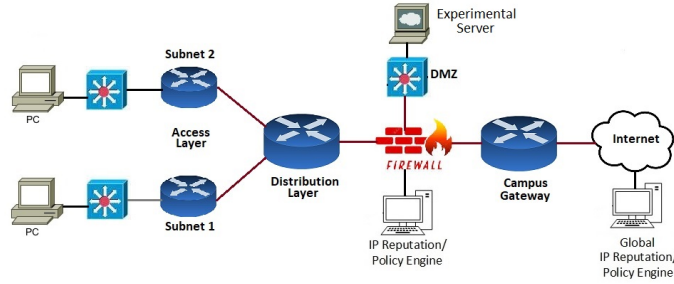 Experimental
Server
DMZ
Subnet 2
PC
Access
Layer
Distribution
Layer
FIREWALL
Campus
Gateway
Internet
PC
Subnet 1
IP Reputation/
Policy Engine
Global
IP Reputation/
Policy Engine